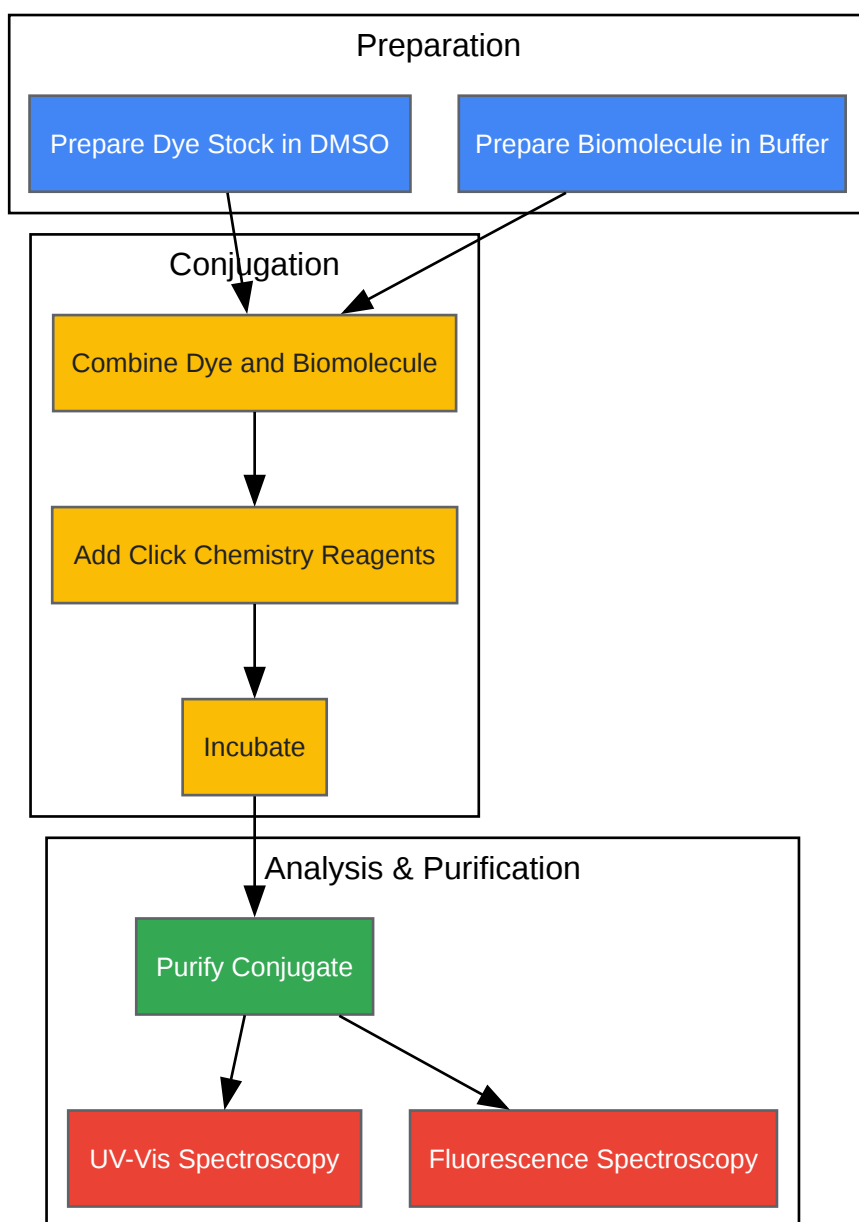 Preparation
Prepare Dye Stock in DMSO
Prepare Biomolecule in Buffer
Conjugation
Combine Dye and Biomolecule
Add Click Chemistry Reagents
Incubate
Analysis & Purification
Purify Conjugate
UV-Vis Spectroscopy
Fluorescence Spectroscopy